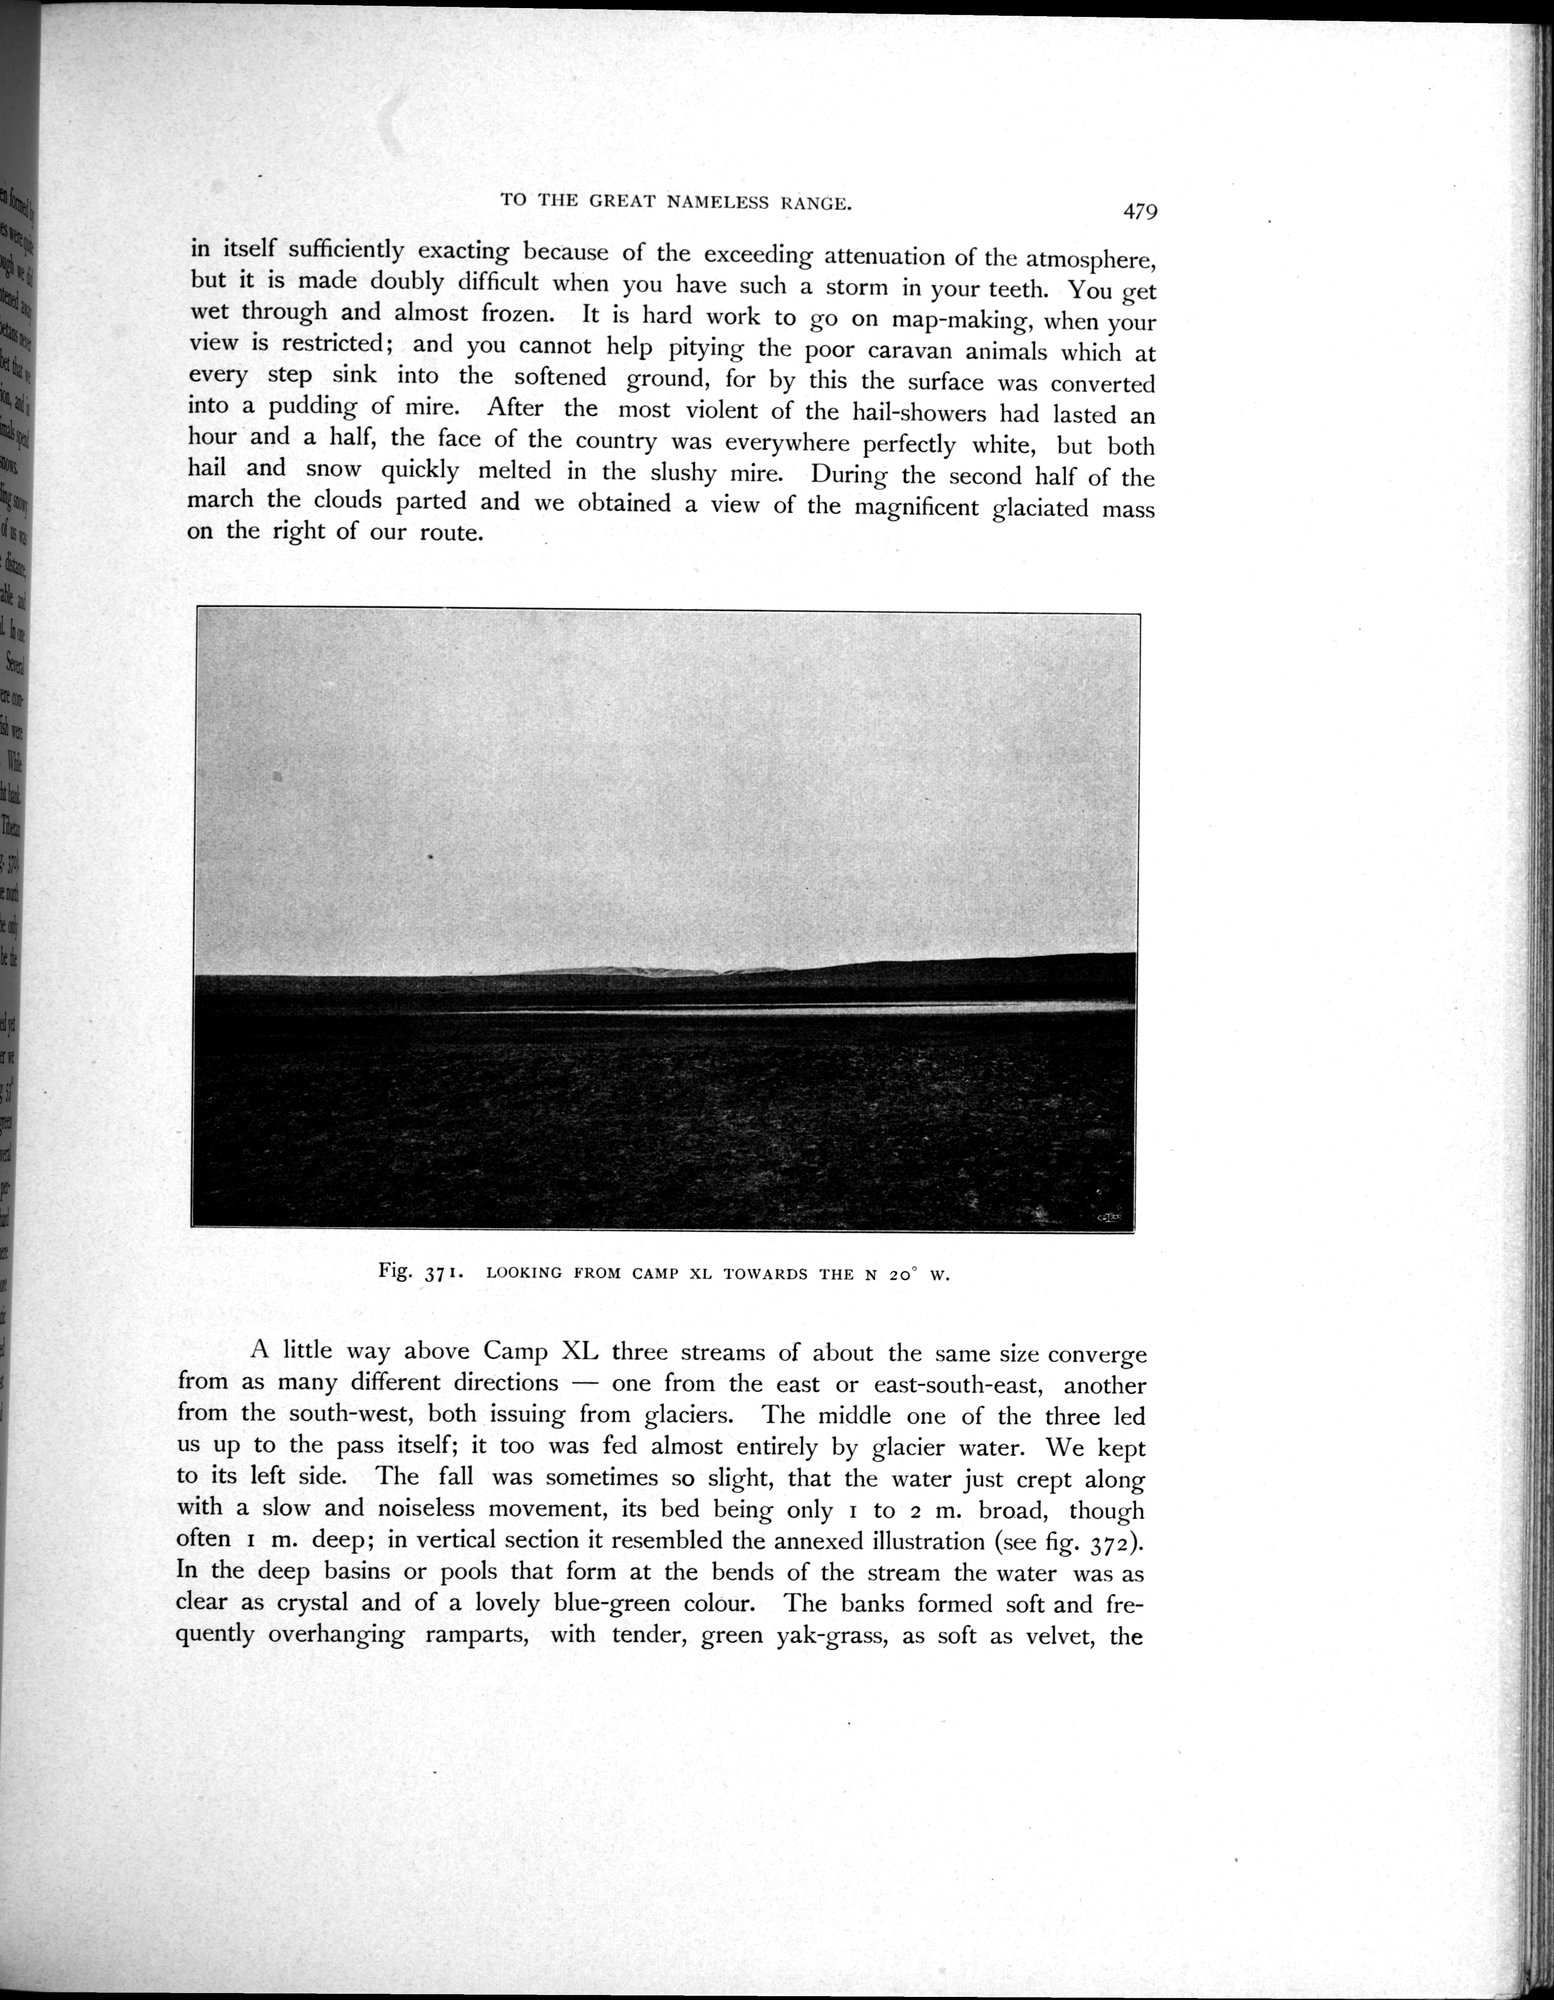 TO THE GREAT NAMELESS RANGE.
479
in itself sufficiently exacting because of the exceeding attenuation of the atmosphere,
but it is made doubly difficult when you have such a storm in your teeth. You get
wet through and almost frozen. It is hard work to go on map-making, when your
view is restricted; and you cannot help pitying the poor caravan animals which at
every step sink into the softened ground, for by this the surface was converted
into a pudding of mire. After the most violent of the hail-showers had lasted an
hour and a half, the face of the country was everywhere perfectly white, but both
hail and snow quickly melted in the slushy mire. During the second half of the
march the clouds parted and we obtained a view of the magnificent glaciated mass
on the right of our route.
Fig. 371. LOOKING FROM CAMP XL TOWARDS THE N 20° W.
A little way above Camp XL three streams of about the same size converge
from as many different directions — one from the east or east-south-east, another
from the south-west, both issuing from glaciers. The middle one of the three led
us up to the pass itself; it too was fed almost entirely by glacier water. We kept
to its left side. The fall was sometimes so slight, that the water just crept along
with a slow and noiseless movement, its bed being only 1 to 2 m. broad, though
often 1 m. deep; in vertical section it resembled the annexed illustration (see fig. 372).
In the deep basins or pools that form at the bends of the stream the water was as
clear as crystal and of a lovely blue-green colour. The banks formed soft and fre-
quently overhanging ramparts, with tender, green yak-grass, as soft as velvet, the